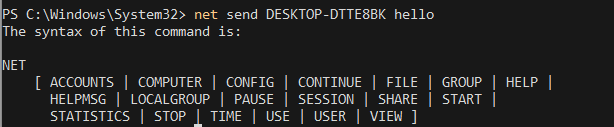 PS C:\Windows\System32> net send DESKTOP-DTTE8BK hello
The syntax of this command is:
NET
[ ACCOUNTS | COMPUTER | CONFIG | CONTINUE | FILE | GROUP | HELP |
HELPMSG | LOCALGROUP | PAUSE | SESSION | SHARE | START |
STATISTICS | STOP | TIME | USE | USER | VIEW ]